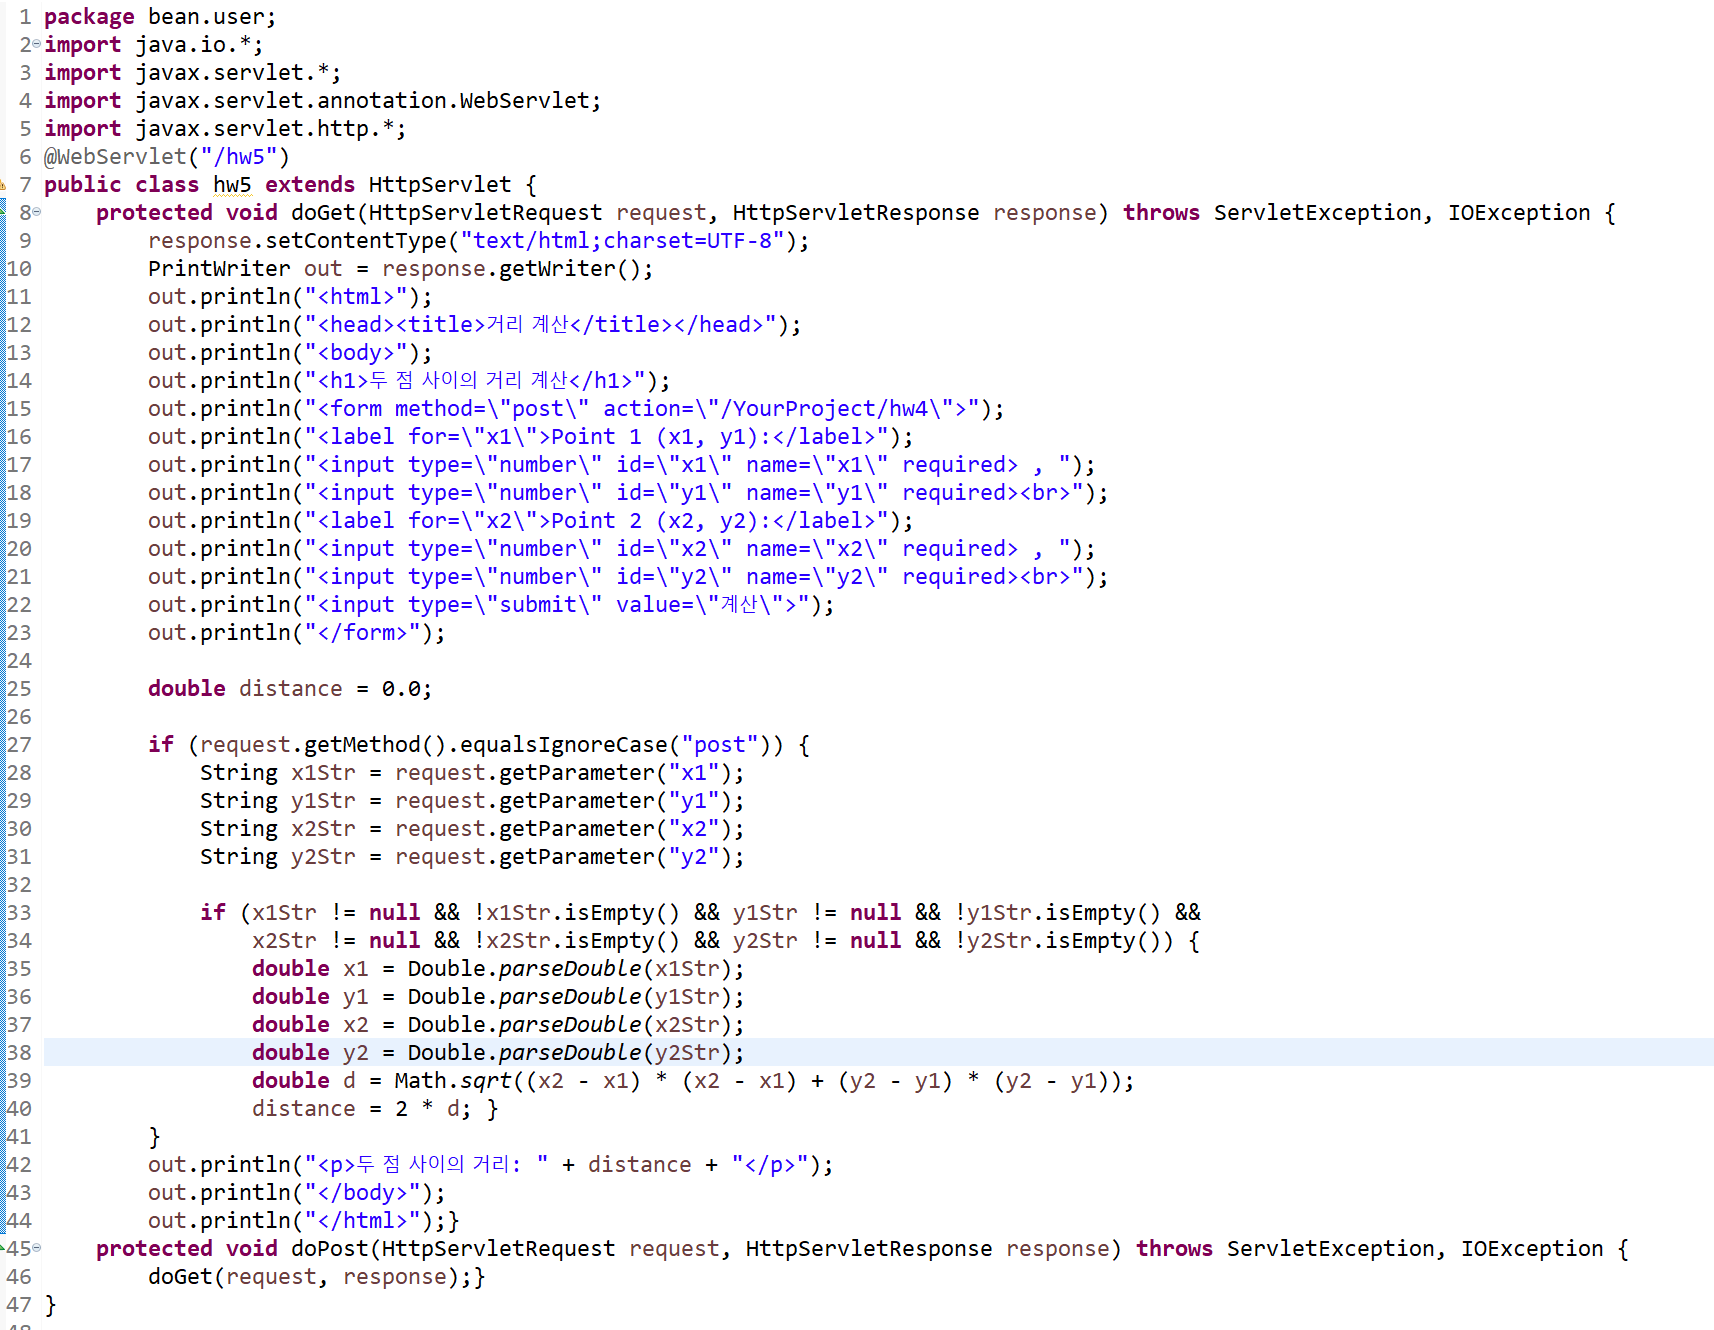 1 package bean.user;
2 import java.io.*;
3 import javax.servlet.*;
4 import javax.servlet.annotation.WebServlet;
5 import javax.servlet.http.*;
6 @WebServlet("/hw5")
7 public class hw5 extends HttpServlet {
8     protected void doGet(HttpServletRequest request, HttpServletResponse response) throws ServletException, IOException {
9         response.setContentType("text/html;charset=UTF-8");
10         PrintWriter out = response.getWriter();
11         out.println("<html>");
12         out.println("<head><title>거리 계산</title></head>");
13         out.println("<body>");
14         out.println("<h1>두 점 사이의 거리 계산</h1>");
15         out.println("<form method=\"post\" action=\"/YourProject/hw4\">");
16         out.println("<label for=\"x1\">Point 1 (x1, y1):</label>");
17         out.println("<input type=\"number\" id=\"x1\" name=\"x1\" required> , ");
18         out.println("<input type=\"number\" id=\"y1\" name=\"y1\" required><br>");
19         out.println("<label for=\"x2\">Point 2 (x2, y2):</label>");
20         out.println("<input type=\"number\" id=\"x2\" name=\"x2\" required> , ");
21         out.println("<input type=\"number\" id=\"y2\" name=\"y2\" required><br>");
22         out.println("<input type=\"submit\" value=\"계산\">");
23         out.println("</form>");
24
25         double distance = 0.0;
26
27         if (request.getMethod().equalsIgnoreCase("post")) {
28             String x1Str = request.getParameter("x1");
29             String y1Str = request.getParameter("y1");
30             String x2Str = request.getParameter("x2");
31             String y2Str = request.getParameter("y2");
32
33             if (x1Str != null && !x1Str.isEmpty() && y1Str != null && !y1Str.isEmpty() &&
34                 x2Str != null && !x2Str.isEmpty() && y2Str != null && !y2Str.isEmpty()) {
35                 double x1 = Double.parseDouble(x1Str);
36                 double y1 = Double.parseDouble(y1Str);
37                 double x2 = Double.parseDouble(x2Str);
38                 double y2 = Double.parseDouble(y2Str);
39                 double d = Math.sqrt((x2 - x1) * (x2 - x1) + (y2 - y1) * (y2 - y1));
40                 distance = 2 * d; }
41         }
42         out.println("<p>두 점 사이의 거리: " + distance + "</p>");
43         out.println("</body>");
44         out.println("</html>");}
45     protected void doPost(HttpServletRequest request, HttpServletResponse response) throws ServletException, IOException {
46         doGet(request, response);}
47 }